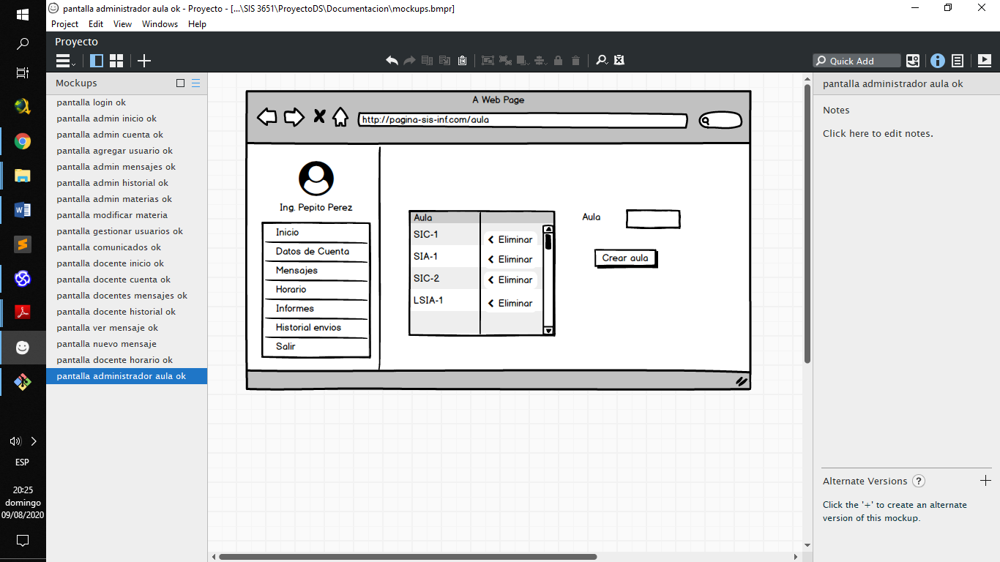 pantalla administrador aula ok - Proyecto - [...\SIS 3651\ProyectoDS\Documentacion\mockups.bmpr]
Project Edit View Windows Help
Proyecto
Quick Add
Mockups
pantalla login ok
pantalla admin inicio ok
pantalla admin cuenta ok
pantalla agregar usuario ok
pantalla admin mensajes ok
pantalla admin historial ok
pantalla admin materias ok
pantalla modificar materia
pantalla gestionar usuarios ok
pantalla comunicados ok
pantalla docente inicio ok
pantalla docente cuenta ok
pantalla docentes mensajes ok
pantalla docente historial ok
pantalla ver mensaje ok
pantalla nuevo mensaje
pantalla docente horario ok
pantalla administrador aula ok
A Web Page
http://pagina-sis-inf.com/aula
Ing. Pepito Perez
Inicio
Datos de Cuenta
Mensajes
Horario
Informes
Historial envios
Salir
Aula
SIC-1 Eliminar
SIA-1 Eliminar
SIC-2 Eliminar
LSIA-1 Eliminar
Aula
Crear aula
pantalla administrador aula ok
Notes
Click here to edit notes.
Alternate Versions ?
Click the '+' to create an alternate
version of this mockup.
ESP
20:25
domingo
09/08/2020